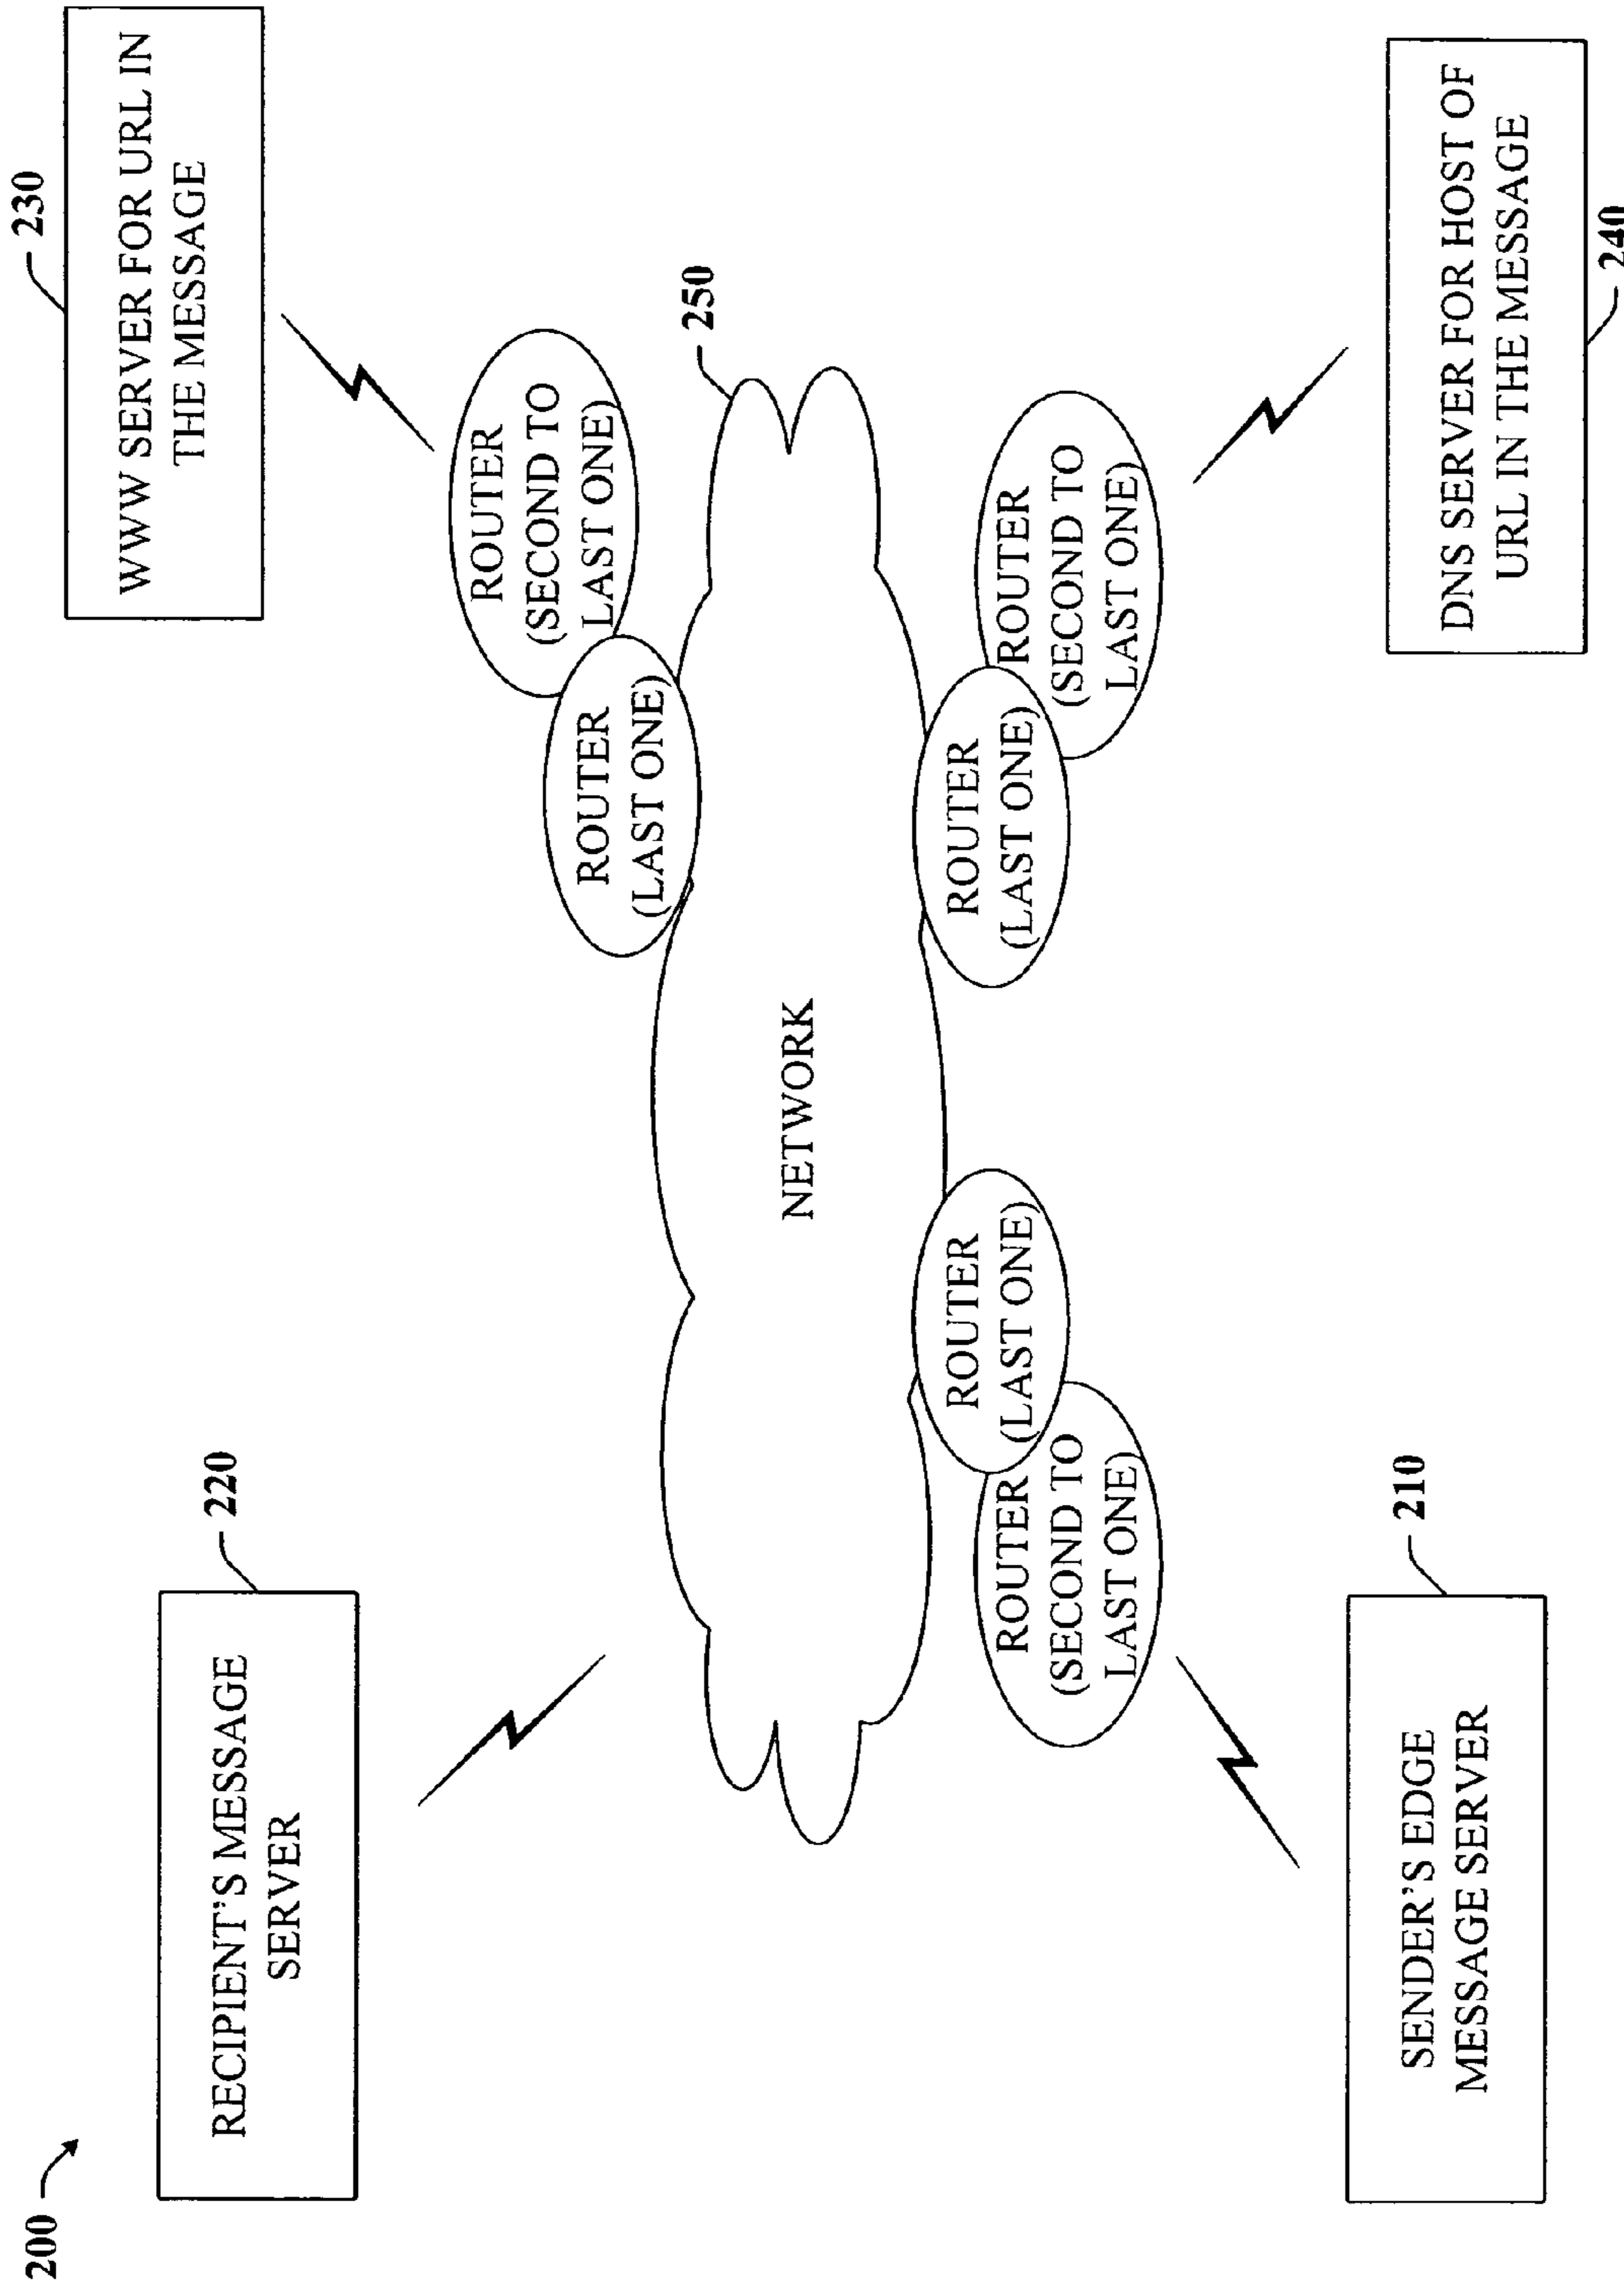 200
220
RECIPIENT'S MESSAGE
SERVER
230
WWW SERVER FOR URL IN
THE MESSAGE
ROUTER
(SECOND TO
LAST ONE)
ROUTER
(LAST ONE)
250
NETWORK
ROUTER
(LAST ONE)
ROUTER
(SECOND TO
LAST ONE)
ROUTER
(LAST ONE)
ROUTER
(SECOND TO
LAST ONE)
210
SENDER'S EDGE
MESSAGE SERVER
DNS SERVER FOR HOST OF
URL IN THE MESSAGE
240